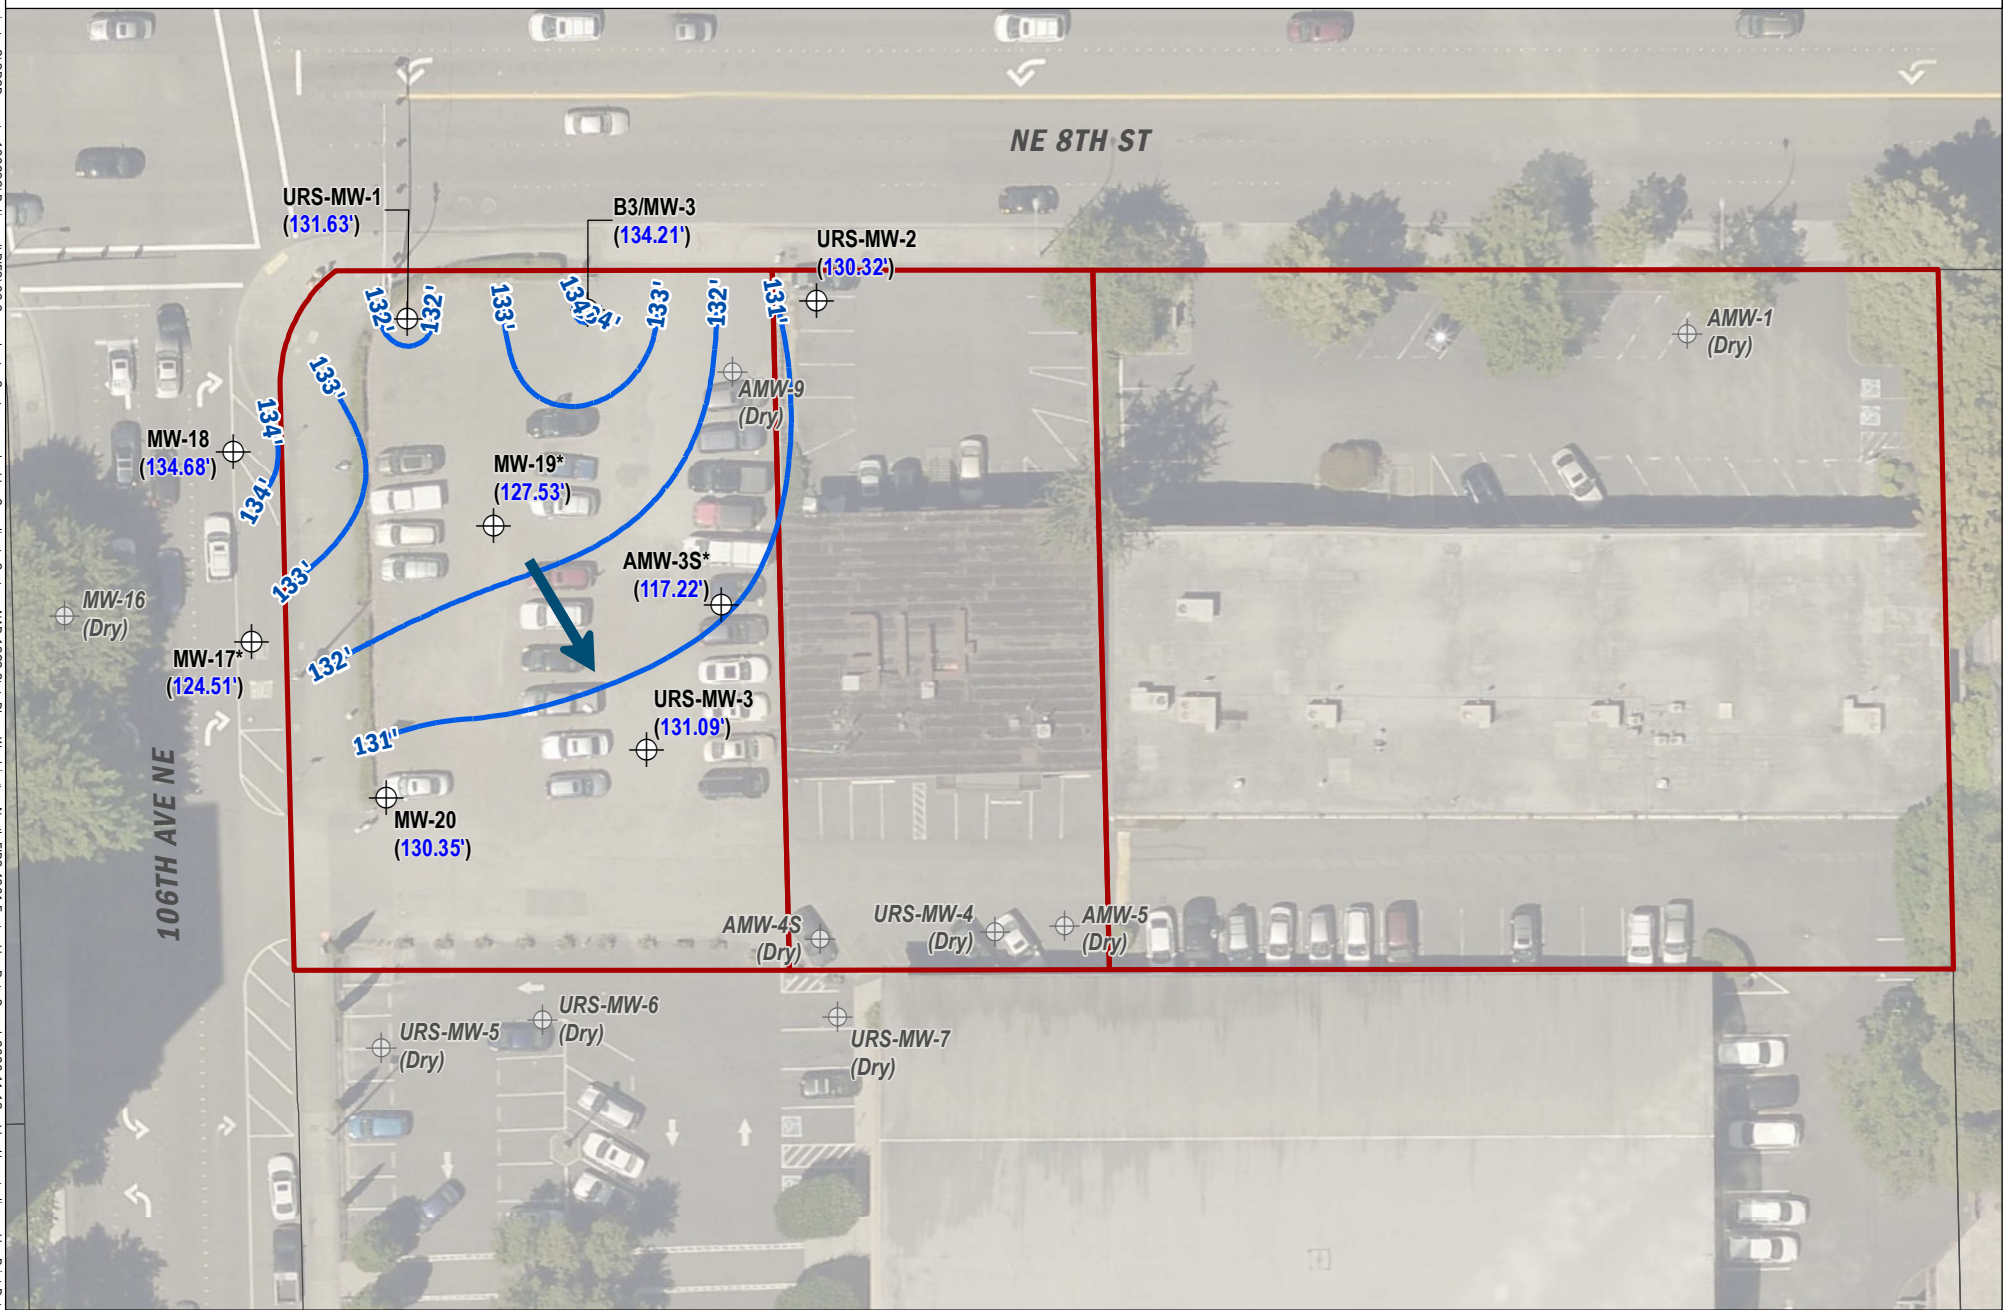 NE 8TH ST
URS-MW-1
(131.63')
B3/MW-3
(134.21')
URS-MW-2
(130.32')
132'
132'
133'
134'
133'
132'
131'
AMW-1
(Dry)
133'
134'
AMW-9
(Dry)
MW-18
(134.68')
MW-19*
(127.53')
134'
AMW-3S*
(117.22')
133'
MW-16
(Dry)
MW-17*
(124.51')
132'
URS-MW-3
(131.09')
131'
MW-20
(130.35')
106TH AVE NE
AMW-4S
(Dry)
URS-MW-4
(Dry)
AMW-5
(Dry)
URS-MW-6
(Dry)
URS-MW-5
(Dry)
URS-MW-7
(Dry)